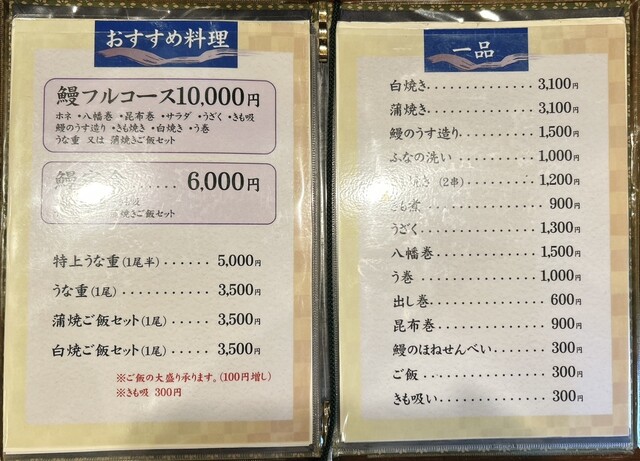 おすすめ料理
鰻フルコース10,000円
ホネ・八幡巻・昆布巻・サラダ・うざく・きも吸
鰻のうす造り・きも焼き・白焼き・う巻
うな重 又は 蒲焼きご飯セット
鰻 ..... 6,000円
焼きご飯セット
特上うな重(1尾半)...... 5,000円
うな重(1尾)........... 3,500円
蒲焼ご飯セット(1尾)..... 3,500円
白焼ご飯セット(1尾)..... 3,500円
※ご飯の大盛り承ります。(100円増し)
※きも吸 300円
一品
白焼き............... 3,100円
蒲焼き............... 3,100円
鰻のうす造り.......... 1,500円
ふなの洗い............ 1,000円
焼き (2串) .......... 1,200円
きも煮................ 900円
うざく............... 1,300円
八幡巻............... 1,500円
う巻................. 1,000円
出し巻................ 600円
昆布巻................ 900円
鰻のほねせんべい....... 300円
ご飯.................. 300円
きも吸い.............. 300円